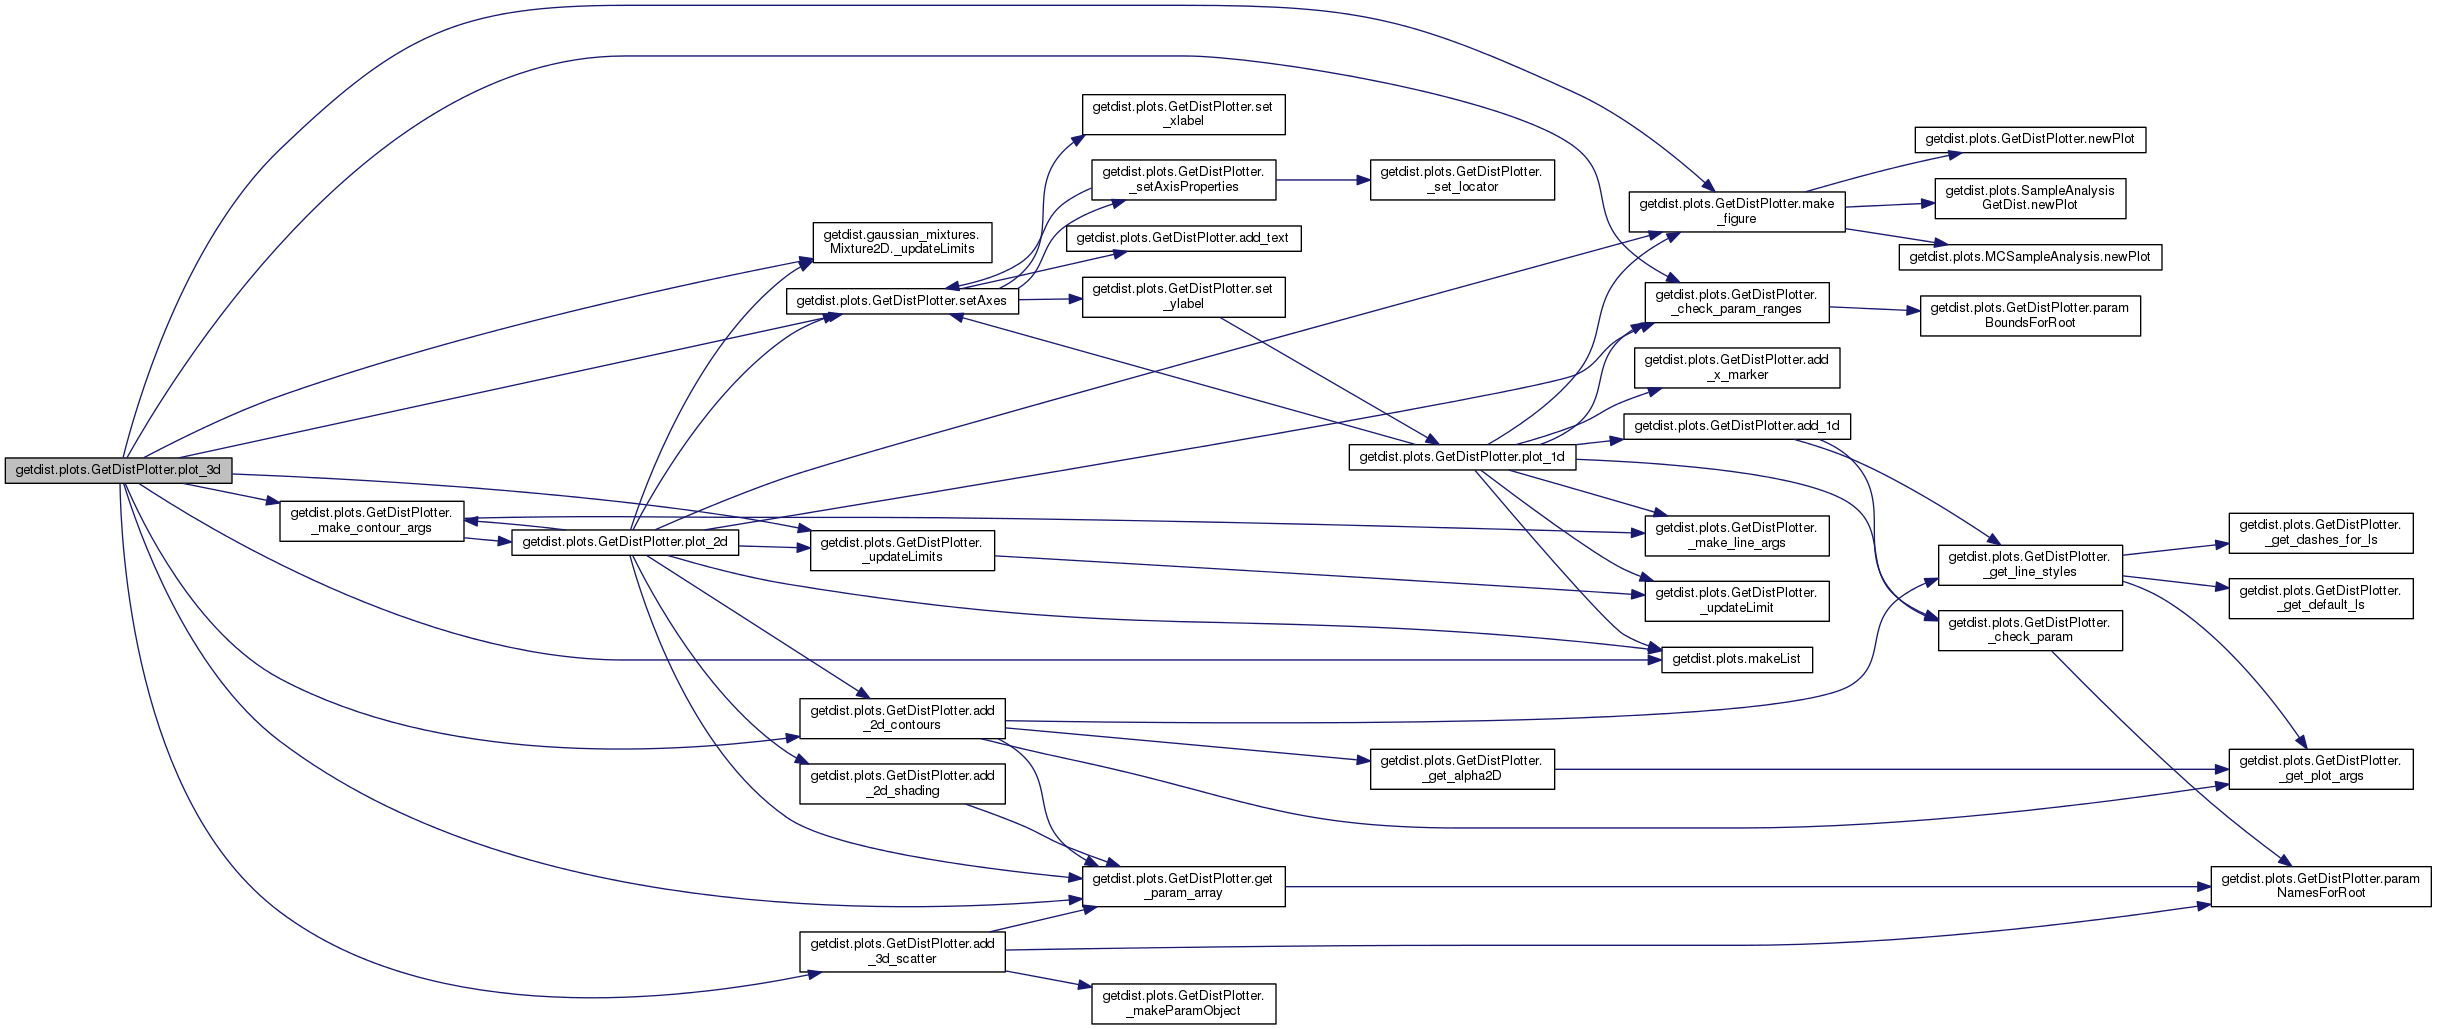 getdist.plots.GetDistPlotter.plot_3d
getdist.plots.GetDistPlotter.
_make_contour_args
getdist.plots.GetDistPlotter.plot_2d
getdist.gaussian_mixtures.
Mixture2D._updateLimits
getdist.plots.GetDistPlotter.setAxes
getdist.plots.GetDistPlotter.
_updateLimits
getdist.plots.GetDistPlotter.add
_2d_contours
getdist.plots.GetDistPlotter.add
_2d_shading
getdist.plots.GetDistPlotter.add
_3d_scatter
getdist.plots.GetDistPlotter.set
_xlabel
getdist.plots.GetDistPlotter.
_setAxisProperties
getdist.plots.GetDistPlotter.add_text
getdist.plots.GetDistPlotter.set
_ylabel
getdist.plots.GetDistPlotter.get
_param_array
getdist.plots.GetDistPlotter.
_makeParamObject
getdist.plots.GetDistPlotter.
_set_locator
getdist.plots.GetDistPlotter.plot_1d
getdist.plots.GetDistPlotter.
_get_alpha2D
getdist.plots.GetDistPlotter.make
_figure
getdist.plots.GetDistPlotter.
_check_param_ranges
getdist.plots.GetDistPlotter.add
_x_marker
getdist.plots.GetDistPlotter.add_1d
getdist.plots.GetDistPlotter.
_make_line_args
getdist.plots.GetDistPlotter.
_updateLimit
getdist.plots.makeList
getdist.plots.GetDistPlotter.newPlot
getdist.plots.SampleAnalysis
GetDist.newPlot
getdist.plots.MCSampleAnalysis.newPlot
getdist.plots.GetDistPlotter.param
BoundsForRoot
getdist.plots.GetDistPlotter.
_get_line_styles
getdist.plots.GetDistPlotter.
_check_param
getdist.plots.GetDistPlotter.
_get_dashes_for_ls
getdist.plots.GetDistPlotter.
_get_default_ls
getdist.plots.GetDistPlotter.
_get_plot_args
getdist.plots.GetDistPlotter.param
NamesForRoot